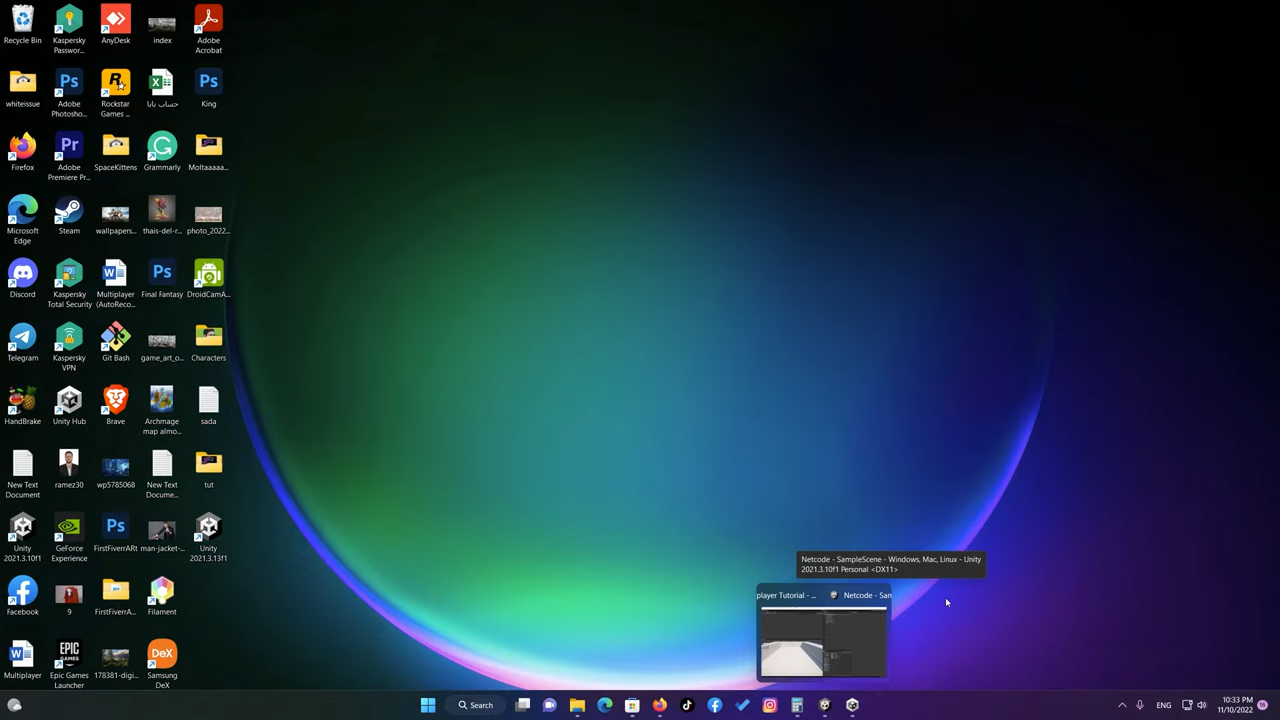 Recycle Bin
Kaspersky
Passwor...
AnyDesk
index
Adobe
Acrobat
whiteissue
Adobe
Photosho...
Rockstar
Games ...
حساب بابا
King
Firefox
Adobe
Premiere Pr...
SpaceKittens
Grammarly
Moltaaaaa...
Microsoft
Edge
Steam
wallpapers...
thais-del-r...
photo_2022...
Discord
Kaspersky
Total Security
Multiplayer
(AutoReco...
Final Fantasy
DroidCamA...
Telegram
Kaspersky
VPN
Git Bash
game_art_o...
Characters
HandBrake
Unity Hub
Brave
Archmage
map almo...
sada
New Text
Document
ramez30
wp5785068
New Text
Docume...
tut
Unity
2021.3.10f1
GeForce
Experience
FirstFiverrARt
man-jacket-...
Unity
2021.3.13f1
Facebook
9
FirstFiverrA...
Filament
Multiplayer
Epic Games
Launcher
178381-digi...
Samsung
DeX
Netcode - SampleScene - Windows, Mac, Linux - Unity
2021.3.10f1 Personal <DX11>
player Tutorial - ...
Netcode - San
Search
ENG
10:33 PM
11/10/2022